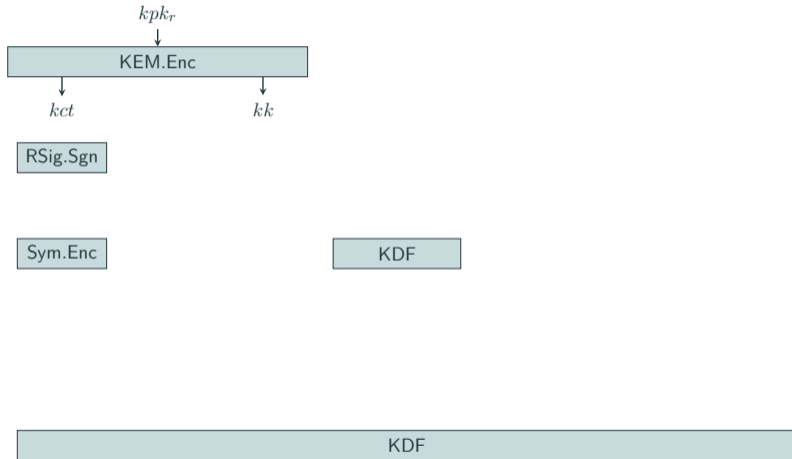 kpk_r
KEM.Enc
kct kk
RSig.Sgn
Sym.Enc KDF
KDF